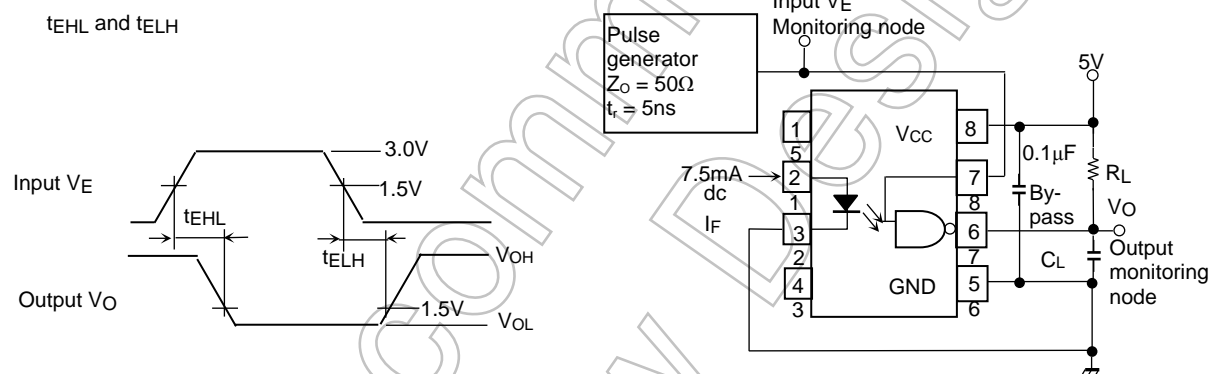 tEHL and tELH
Input VE
Monitoring node
Pulse
generator
ZO = 50Ω
tr = 5ns
5V
1
VCC
8
5
0.1μF
7.5mA
dc
2
7
RL
1
8
By-
pass
VO
IF
3
6
2
7
CL
Output
monitoring
node
4
GND
5
3
6
Input VE
3.0V
1.5V
tEHL
tELH
VOH
Output VO
1.5V
VOL